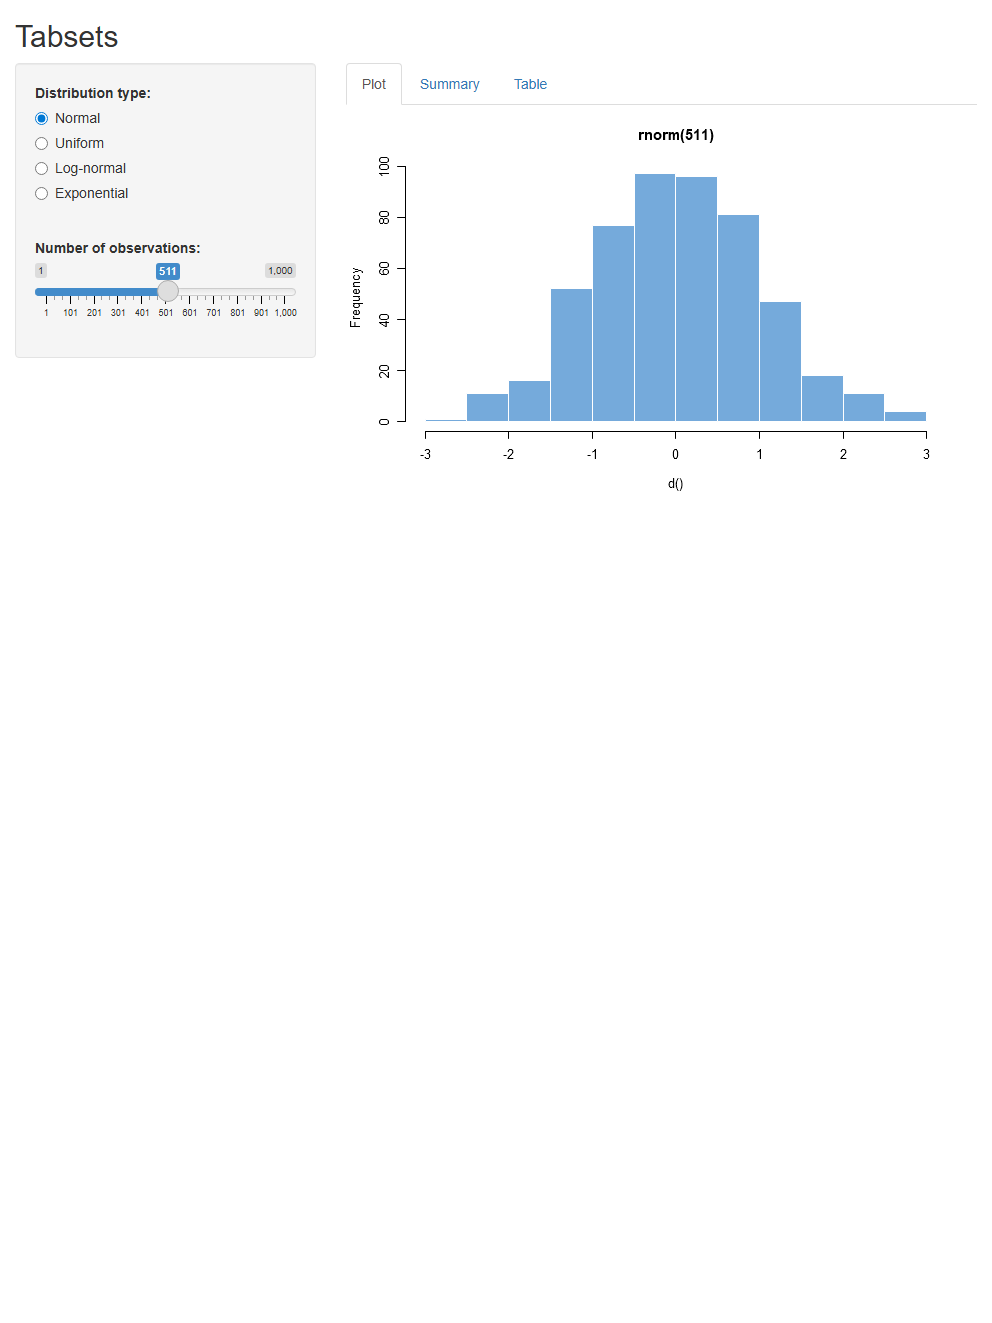 Tabsets
Distribution type:
Normal
Uniform
Log-normal
Exponential
Number of observations:
1 511 1,000
1 101 201 301 401 501 601 701 801 901 1,000
Plot Summary Table
rnorm(511)
Frequency
100
80
60
40
20
0
-3 -2 -1 0 1 2 3
d()